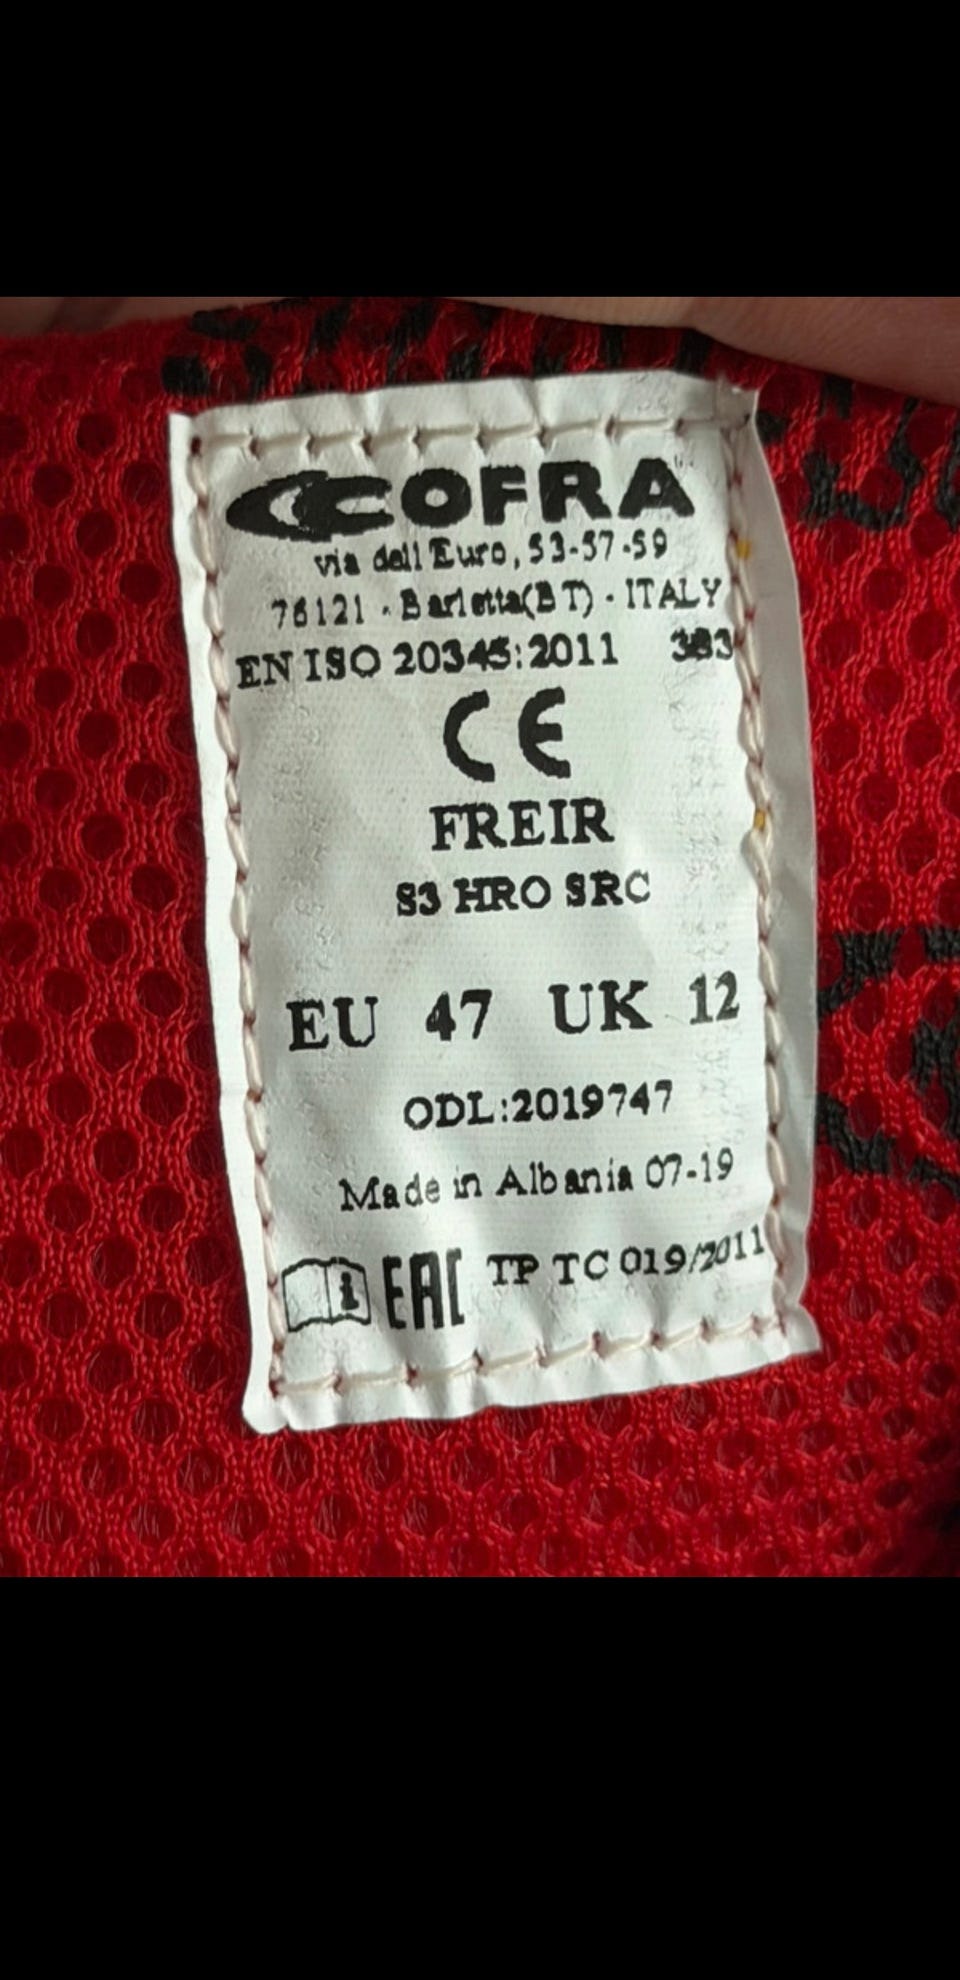 COFRA
via dell'Euro, 53-57-59
76121 - Barletta(BT) - ITALY
EN ISO 20345:2011
CE
FREIR
S3 HRO SRC
EU 47 UK 12
ODL:2019747
Made in Albania 07-19
i EAC TP TC 019/2011